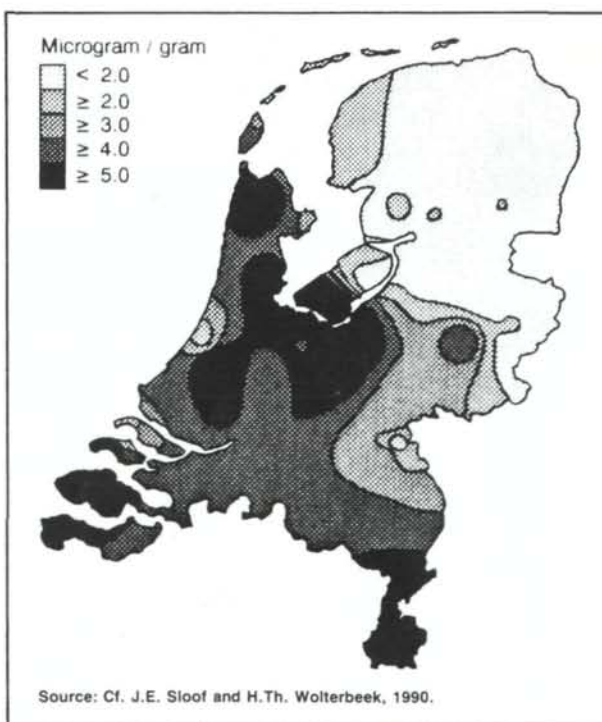 Microgram / gram
< 2.0
≥ 2.0
≥ 3.0
≥ 4.0
≥ 5.0
Source: Cf. J.E. Sloof and H.Th. Wolterbeek, 1990.